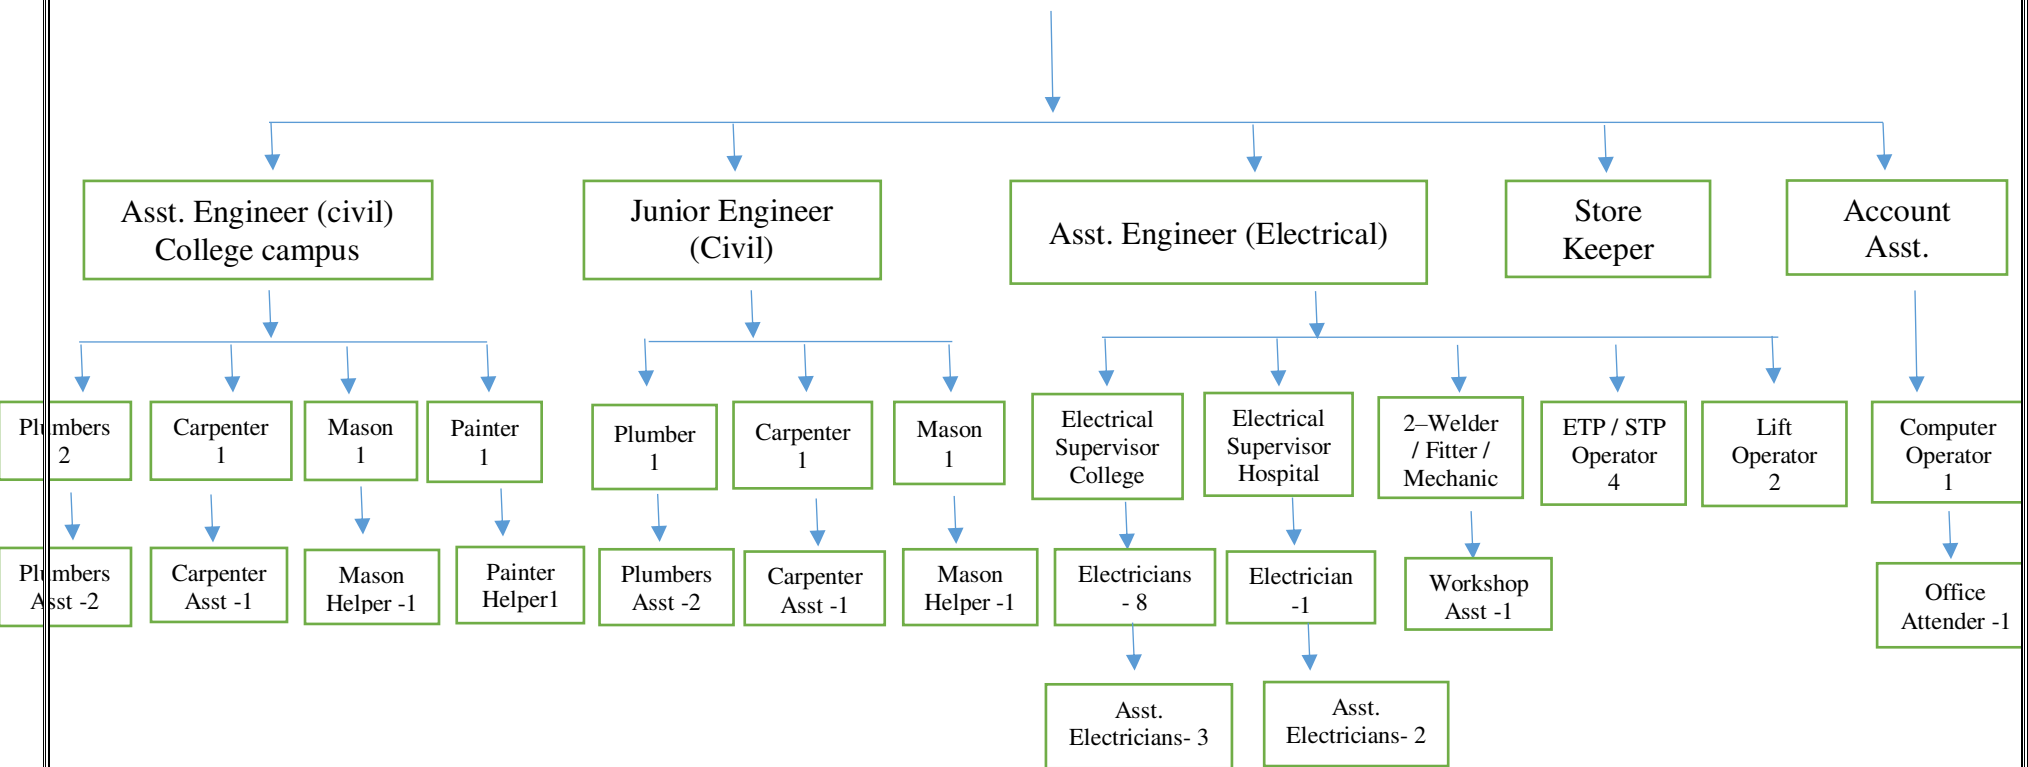 Asst. Engineer (civil)
College campus
Junior Engineer
(Civil)
Asst. Engineer (Electrical)
Store
Keeper
Account
Asst.
Plumbers
2
Carpenter
1
Mason
1
Painter
1
Plumber
1
Carpenter
1
Mason
1
Electrical
Supervisor
College
Electrical
Supervisor
Hospital
2–Welder
/ Fitter /
Mechanic
ETP / STP
Operator
4
Lift
Operator
2
Computer
Operator
1
Plumbers
Asst -2
Carpenter
Asst -1
Mason
Helper -1
Painter
Helper1
Plumbers
Asst -2
Carpenter
Asst -1
Mason
Helper -1
Electricians
- 8
Electrician
-1
Workshop
Asst -1
Office
Attender -1
Asst.
Electricians- 3
Asst.
Electricians- 2